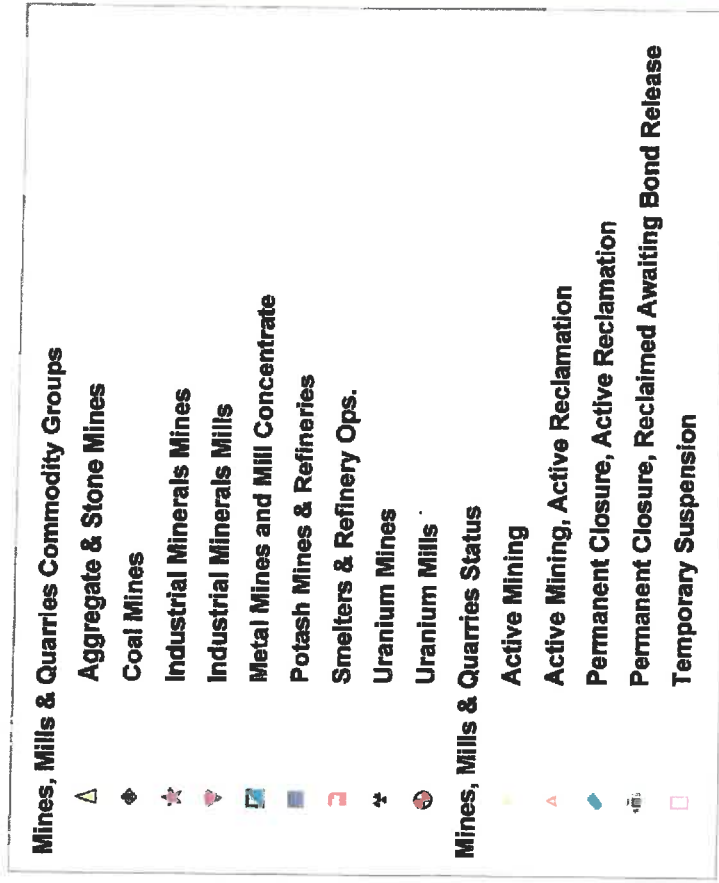 Mines, Mills & Quarries Commodity Groups
Aggregate & Stone Mines
Coal Mines
Industrial Minerals Mines
Industrial Minerals Mills
Metal Mines and Mill Concentrate
Potash Mines & Refineries
Smelters & Refinery Ops.
Uranium Mines
Uranium Mills
Mines, Mills & Quarries Status
Active Mining
Active Mining, Active Reclamation
Permanent Closure, Active Reclamation
Permanent Closure, Reclaimed Awaiting Bond Release
Temporary Suspension